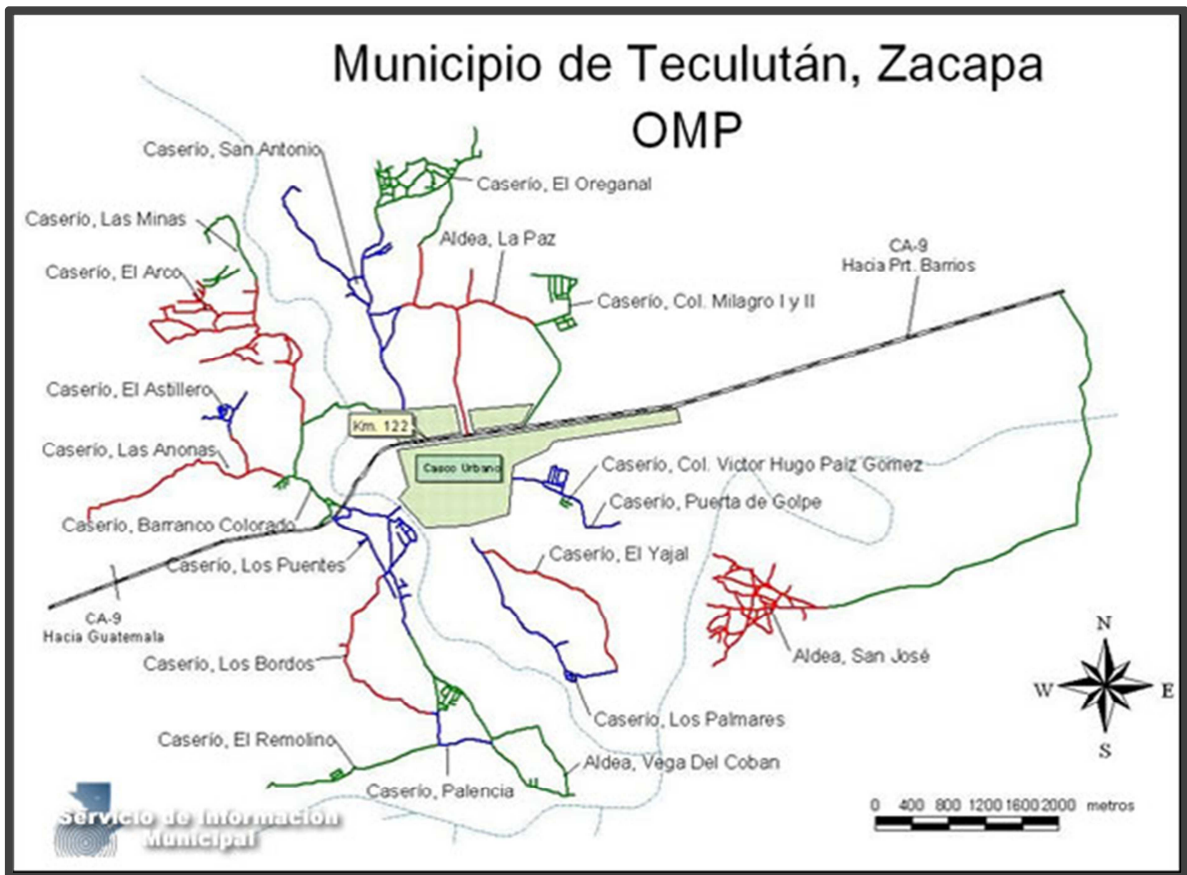 Municipio de Teculután, Zacapa
OMP
Caserío, San Antonio
Caserío, El Oreganal
Caserío, Las Minas
Aldea, La Paz
CA-9
Hacia Prt. Barrios
Caserío, El Arco
Caserío, Col. Milagro I y II
Caserío, El Astillero
Km. 122
Caserío, Las Anonas
Casco Urbano
Caserío, Col. Victor Hugo Paiz Gomez
Caserío, Puerta de Golpe
Caserío, Barranco Colorado
Caserío, El Yajal
Caserío, Los Puentes
CA-9
Hacia Guatemala
Caserío, Los Bordos
Aldea, San José
N
W
E
S
Caserío, Los Palmares
Caserío, El Remolino
Aldea, Vega Del Coban
Caserío, Palencia
0 400 800 1200 1600 2000 metros
Servicio de Información
Municipal